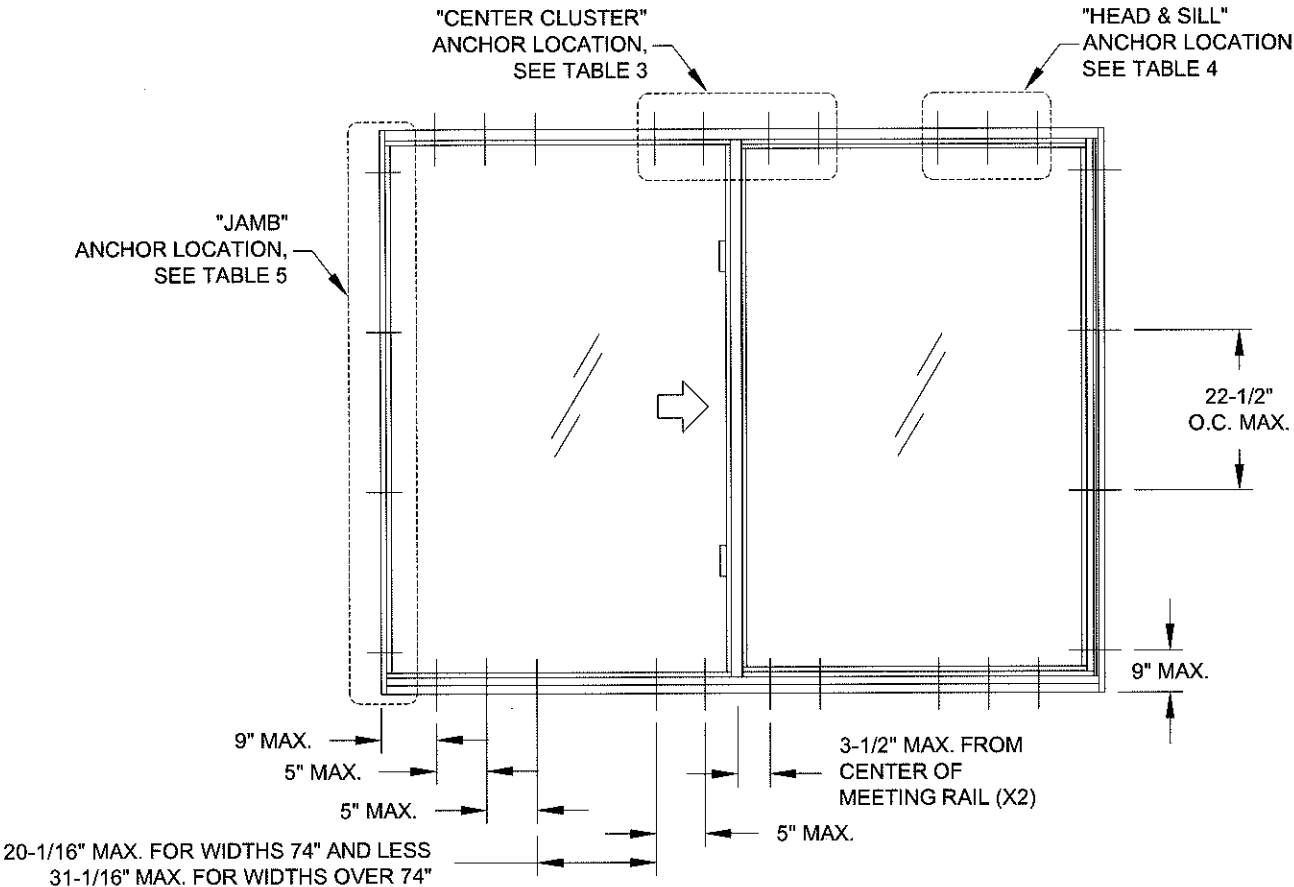 "CENTER CLUSTER"
ANCHOR LOCATION,
SEE TABLE 3
"HEAD & SILL"
ANCHOR LOCATION
SEE TABLE 4
"JAMB"
ANCHOR LOCATION,
SEE TABLE 5
22-1/2"
O.C. MAX.
9" MAX.
9" MAX.
5" MAX.
5" MAX.
3-1/2" MAX. FROM
CENTER OF
MEETING RAIL (X2)
5" MAX.
20-1/16" MAX. FOR WIDTHS 74" AND LESS
31-1/16" MAX. FOR WIDTHS OVER 74"